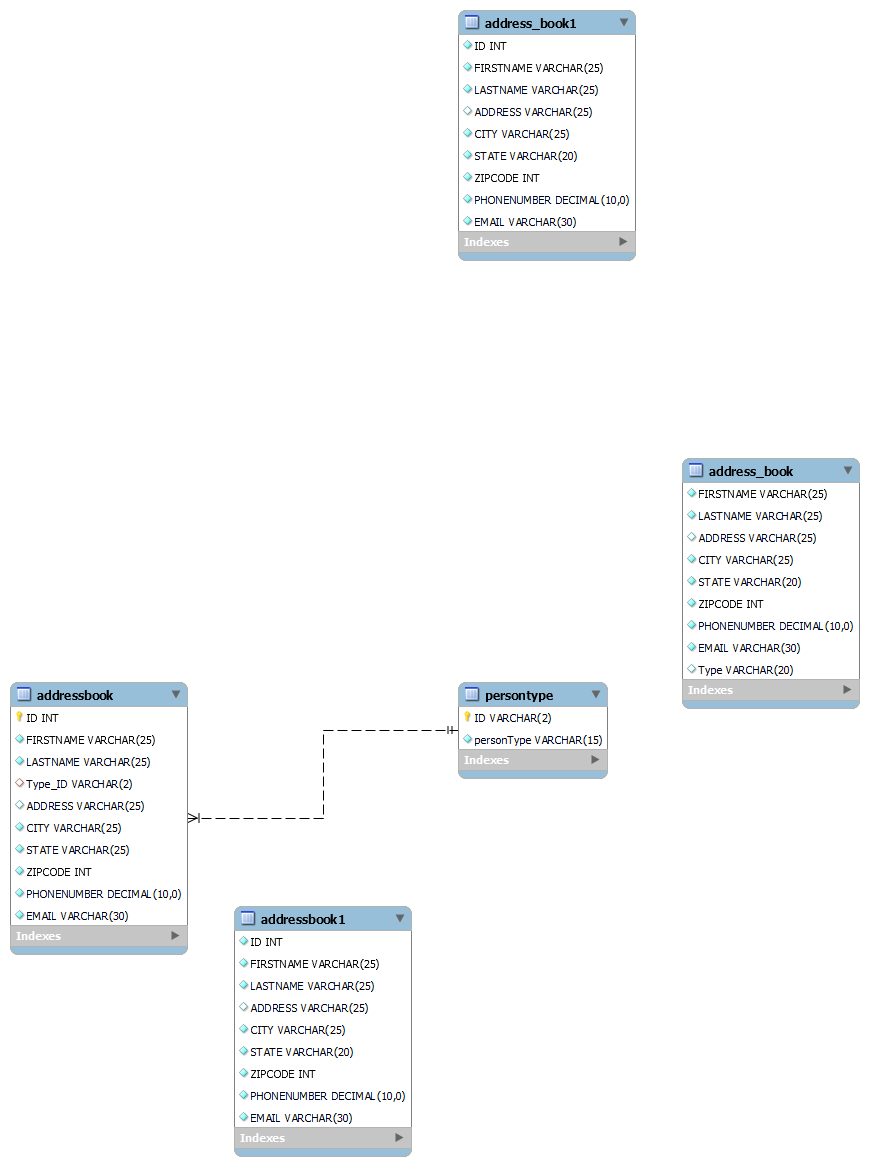 address_book1
ID INT
FIRSTNAME VARCHAR(25)
LASTNAME VARCHAR(25)
ADDRESS VARCHAR(25)
CITY VARCHAR(25)
STATE VARCHAR(20)
ZIPCODE INT
PHONENUMBER DECIMAL(10,0)
EMAIL VARCHAR(30)
Indexes
address_book
FIRSTNAME VARCHAR(25)
LASTNAME VARCHAR(25)
ADDRESS VARCHAR(25)
CITY VARCHAR(25)
STATE VARCHAR(20)
ZIPCODE INT
PHONENUMBER DECIMAL(10,0)
EMAIL VARCHAR(30)
Type VARCHAR(20)
Indexes
addressbook
ID INT
FIRSTNAME VARCHAR(25)
LASTNAME VARCHAR(25)
Type_ID VARCHAR(2)
ADDRESS VARCHAR(25)
CITY VARCHAR(25)
STATE VARCHAR(25)
ZIPCODE INT
PHONENUMBER DECIMAL(10,0)
EMAIL VARCHAR(30)
Indexes
persontype
ID VARCHAR(2)
personType VARCHAR(15)
Indexes
addressbook1
ID INT
FIRSTNAME VARCHAR(25)
LASTNAME VARCHAR(25)
ADDRESS VARCHAR(25)
CITY VARCHAR(25)
STATE VARCHAR(20)
ZIPCODE INT
PHONENUMBER DECIMAL(10,0)
EMAIL VARCHAR(30)
Indexes